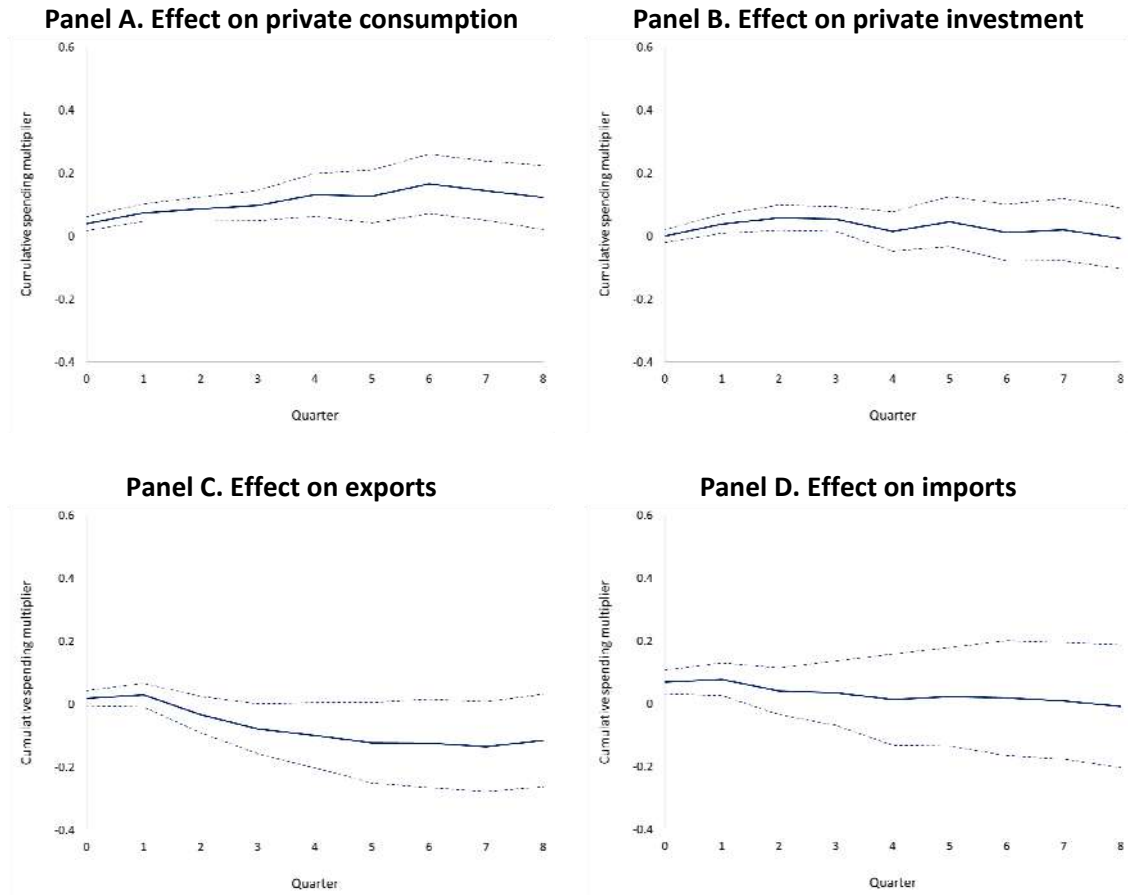 Panel A. Effect on private consumption
Cumulative spending multiplier
0.6
0.4
0.2
0
-0.2
-0.4
0 1 2 3 4 5 6 7 8
Quarter
Panel B. Effect on private investment
Cumulative spending multiplier
0.6
0.4
0.2
0
-0.2
-0.4
0 1 2 3 4 5 6 7 8
Quarter
Panel C. Effect on exports
Cumulative spending multiplier
0.6
0.4
0.2
0
-0.2
-0.4
0 1 2 3 4 5 6 7 8
Quarter
Panel D. Effect on imports
Cumulative spending multiplier
0.6
0.4
0.2
0
-0.2
-0.4
0 1 2 3 4 5 6 7 8
Quarter